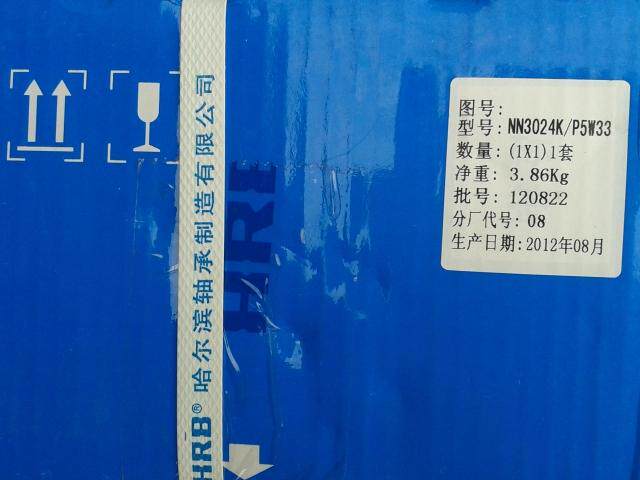 图号:
型号: NN3024K/P5W33
数量: (1X1)1套
净重: 3.86Kg
批号: 120822
分厂代号: 08
生产日期: 2012年08月
HRB® 哈尔滨轴承制造有限公司
HRB